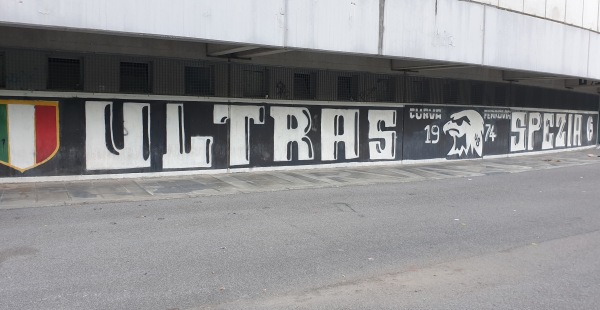 ULTRAS
CURVA FERROVIA
19 74
SPEZIA